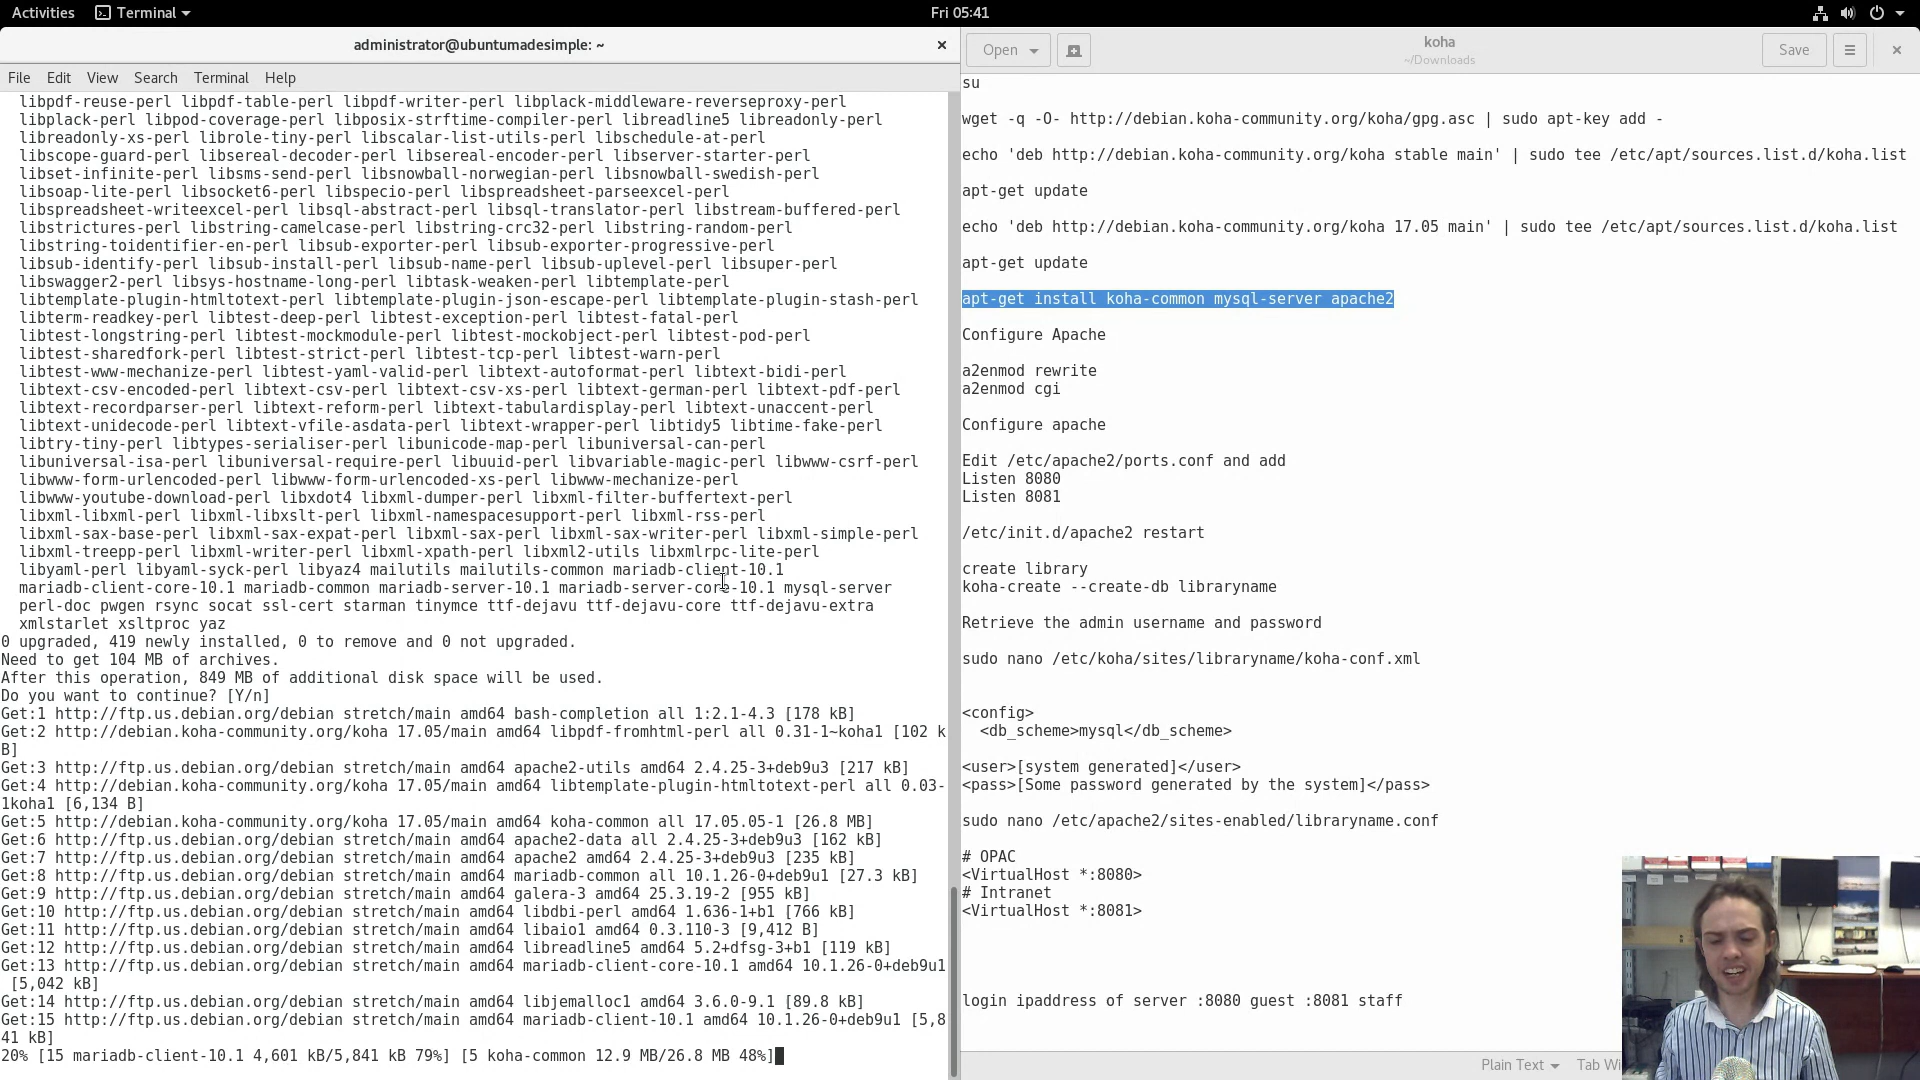 Activities Terminal Fri 05:41
administrator@ubuntumadesimple: ~
File Edit View Search Terminal Help
libpdf-reuse-perl libpdf-table-perl libpdf-writer-perl libplack-middleware-reverseproxy-perl
libplack-perl libpod-coverage-perl libposix-strftime-compiler-perl libreadline5 libreadonly-perl
libreadonly-xs-perl librole-tiny-perl libscalar-list-utils-perl libschedule-at-perl
libscope-guard-perl libsereal-decoder-perl libsereal-encoder-perl libserver-starter-perl
libset-infinite-perl libsms-send-perl libsnowball-norwegian-perl libsnowball-swedish-perl
libsoap-lite-perl libsocket6-perl libspecio-perl libspreadsheet-parseexcel-perl
libspreadsheet-writeexcel-perl libsql-abstract-perl libsql-translator-perl libstream-buffered-perl
libstrictures-perl libstring-camelcase-perl libstring-crc32-perl libstring-random-perl
libstring-toidentifier-en-perl libsub-exporter-perl libsub-exporter-progressive-perl
libsub-identify-perl libsub-install-perl libsub-name-perl libsub-uplevel-perl libsuper-perl
libswagger2-perl libsys-hostname-long-perl libtask-weaken-perl libtemplate-perl
libtemplate-plugin-htmltotext-perl libtemplate-plugin-json-escape-perl libtemplate-plugin-stash-perl
libterm-readkey-perl libtest-deep-perl libtest-exception-perl libtest-fatal-perl
libtest-longstring-perl libtest-mockmodule-perl libtest-mockobject-perl libtest-pod-perl
libtest-sharedfork-perl libtest-strict-perl libtest-tcp-perl libtest-warn-perl
libtest-www-mechanize-perl libtest-yaml-valid-perl libtext-autoformat-perl libtext-bidi-perl
libtext-csv-encoded-perl libtext-csv-perl libtext-csv-xs-perl libtext-german-perl libtext-pdf-perl
libtext-recordparser-perl libtext-reform-perl libtext-tabulardisplay-perl libtext-unaccent-perl
libtext-unidecode-perl libtext-vfile-asdata-perl libtext-wrapper-perl libtidy5 libtime-fake-perl
libtry-tiny-perl libtypes-serialiser-perl libunicode-map-perl libuniversal-can-perl
libuniversal-isa-perl libuniversal-require-perl libuuid-perl libvariable-magic-perl libwww-csrf-perl
libwww-form-urlencoded-perl libwww-form-urlencoded-xs-perl libwww-mechanize-perl
libwww-youtube-download-perl libxdot4 libxml-dumper-perl libxml-filter-buffertext-perl
libxml-libxml-perl libxml-libxslt-perl libxml-namespacesupport-perl libxml-rss-perl
libxml-sax-base-perl libxml-sax-expat-perl libxml-sax-perl libxml-sax-writer-perl libxml-simple-perl
libxml-treepp-perl libxml-writer-perl libxml-xpath-perl libxml2-utils libxmlrpc-lite-perl
libyaml-perl libyaml-syck-perl libyaz4 mailutils mailutils-common mariadb-client-10.1
mariadb-client-core-10.1 mariadb-common mariadb-server-10.1 mariadb-server-core-10.1 mysql-server
perl-doc pwgen rsync socat ssl-cert starman tinymce ttf-dejavu ttf-dejavu-core ttf-dejavu-extra
xmlstarlet xsltproc yaz
0 upgraded, 419 newly installed, 0 to remove and 0 not upgraded.
Need to get 104 MB of archives.
After this operation, 849 MB of additional disk space will be used.
Do you want to continue? [Y/n]
Get:1 http://ftp.us.debian.org/debian stretch/main amd64 bash-completion all 1:2.1-4.3 [178 kB]
Get:2 http://debian.koha-community.org/koha 17.05/main amd64 libpdf-fromhtml-perl all 0.31-1~koha1 [102 k
B]
Get:3 http://ftp.us.debian.org/debian stretch/main amd64 apache2-utils amd64 2.4.25-3+deb9u3 [217 kB]
Get:4 http://debian.koha-community.org/koha 17.05/main amd64 libtemplate-plugin-htmltotext-perl all 0.03-
1koha1 [6,134 B]
Get:5 http://debian.koha-community.org/koha 17.05/main amd64 koha-common all 17.05.05-1 [26.8 MB]
Get:6 http://ftp.us.debian.org/debian stretch/main amd64 apache2-data all 2.4.25-3+deb9u3 [162 kB]
Get:7 http://ftp.us.debian.org/debian stretch/main amd64 apache2 amd64 2.4.25-3+deb9u3 [235 kB]
Get:8 http://ftp.us.debian.org/debian stretch/main amd64 mariadb-common all 10.1.26-0+deb9u1 [27.3 kB]
Get:9 http://ftp.us.debian.org/debian stretch/main amd64 galera-3 amd64 25.3.19-2 [955 kB]
Get:10 http://ftp.us.debian.org/debian stretch/main amd64 libdbi-perl amd64 1.636-1+b1 [766 kB]
Get:11 http://ftp.us.debian.org/debian stretch/main amd64 libaio1 amd64 0.3.110-3 [9,412 B]
Get:12 http://ftp.us.debian.org/debian stretch/main amd64 libreadline5 amd64 5.2+dfsg-3+b1 [119 kB]
Get:13 http://ftp.us.debian.org/debian stretch/main amd64 mariadb-client-core-10.1 amd64 10.1.26-0+deb9u1
[5,042 kB]
Get:14 http://ftp.us.debian.org/debian stretch/main amd64 libjemalloc1 amd64 3.6.0-9.1 [89.8 kB]
Get:15 http://ftp.us.debian.org/debian stretch/main amd64 mariadb-client-10.1 amd64 10.1.26-0+deb9u1 [5,8
41 kB]
20% [15 mariadb-client-10.1 4,601 kB/5,841 kB 79%] [5 koha-common 12.9 MB/26.8 MB 48%]
Open koha Save
~/Downloads
su
wget -q -O- http://debian.koha-community.org/koha/gpg.asc | sudo apt-key add -
echo 'deb http://debian.koha-community.org/koha stable main' | sudo tee /etc/apt/sources.list.d/koha.list
apt-get update
echo 'deb http://debian.koha-community.org/koha 17.05 main' | sudo tee /etc/apt/sources.list.d/koha.list
apt-get update
apt-get install koha-common mysql-server apache2
Configure Apache
a2enmod rewrite
a2enmod cgi
Configure apache
Edit /etc/apache2/ports.conf and add
Listen 8080
Listen 8081
/etc/init.d/apache2 restart
create library
koha-create --create-db libraryname
Retrieve the admin username and password
sudo nano /etc/koha/sites/libraryname/koha-conf.xml
<config>
<db_scheme>mysql</db_scheme>
<user>[system generated]</user>
<pass>[Some password generated by the system]</pass>
sudo nano /etc/apache2/sites-enabled/libraryname.conf
# OPAC
<VirtualHost *:8080>
# Intranet
<VirtualHost *:8081>
login ipaddress of server :8080 guest :8081 staff
Plain Text Tab Wi